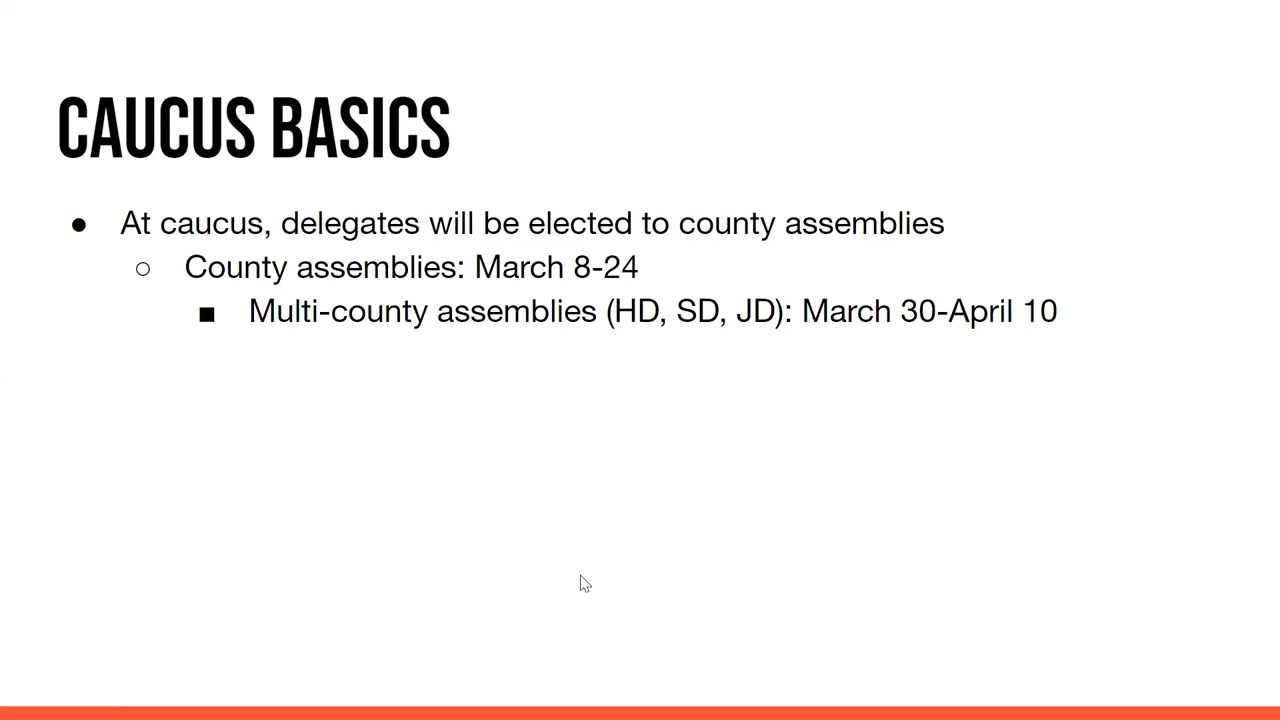 CAUCUS BASICS
● At caucus, delegates will be elected to county assemblies
○ County assemblies: March 8-24
■ Multi-county assemblies (HD, SD, JD): March 30-April 10